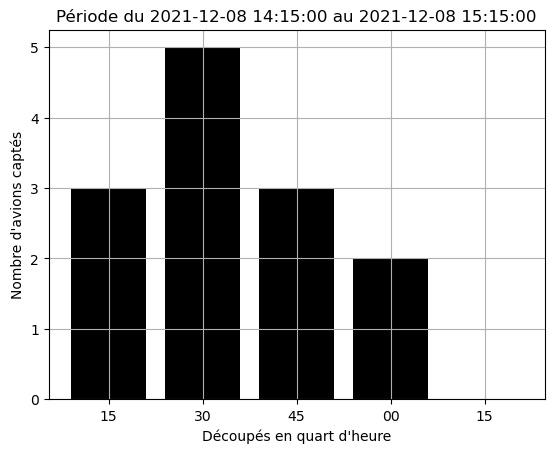 Période du 2021-12-08 14:15:00 au 2021-12-08 15:15:00
5
4
3
2
1
0
Nombre d'avions captés
15 30 45 00 15
Découpés en quart d'heure